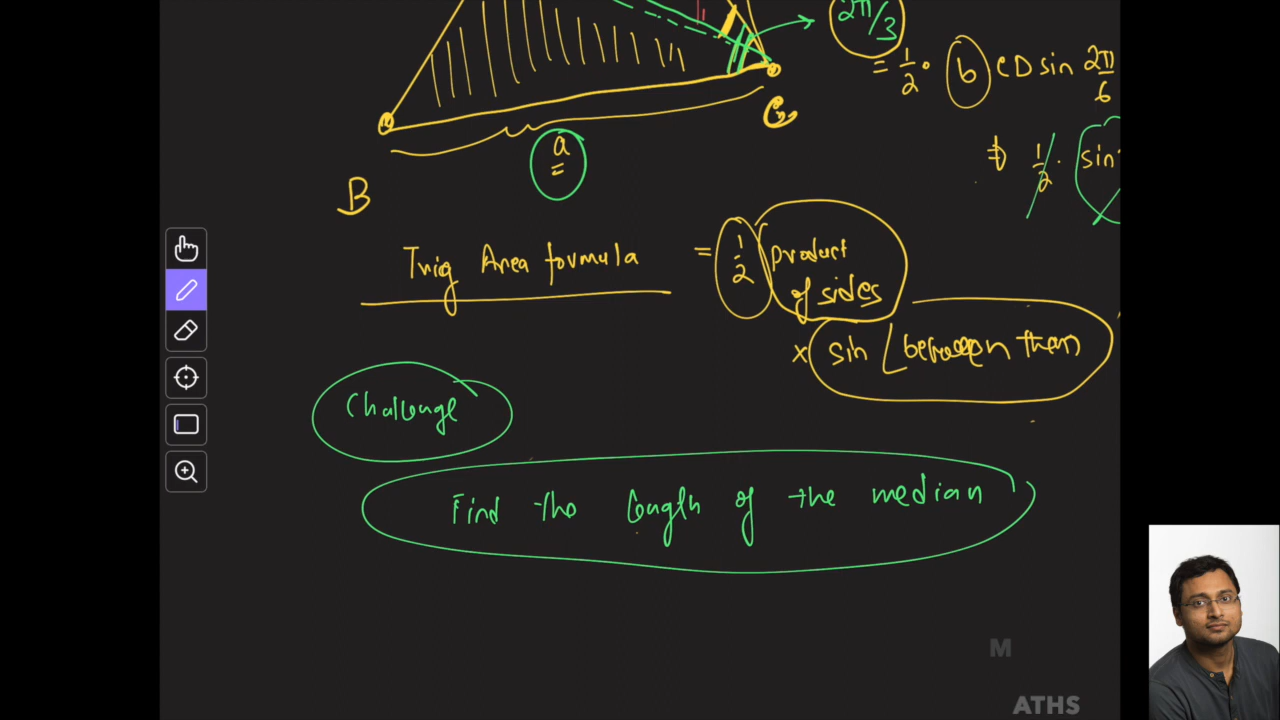 2π/3
= 1/2 · b CD sin 2π/6
C
⇒ 1/2 · sin
a
=
B
Trig Area formula = 1/2 product
of sides
× sin ∠ between them
Challenge
Find the length of the median
M
ATHS